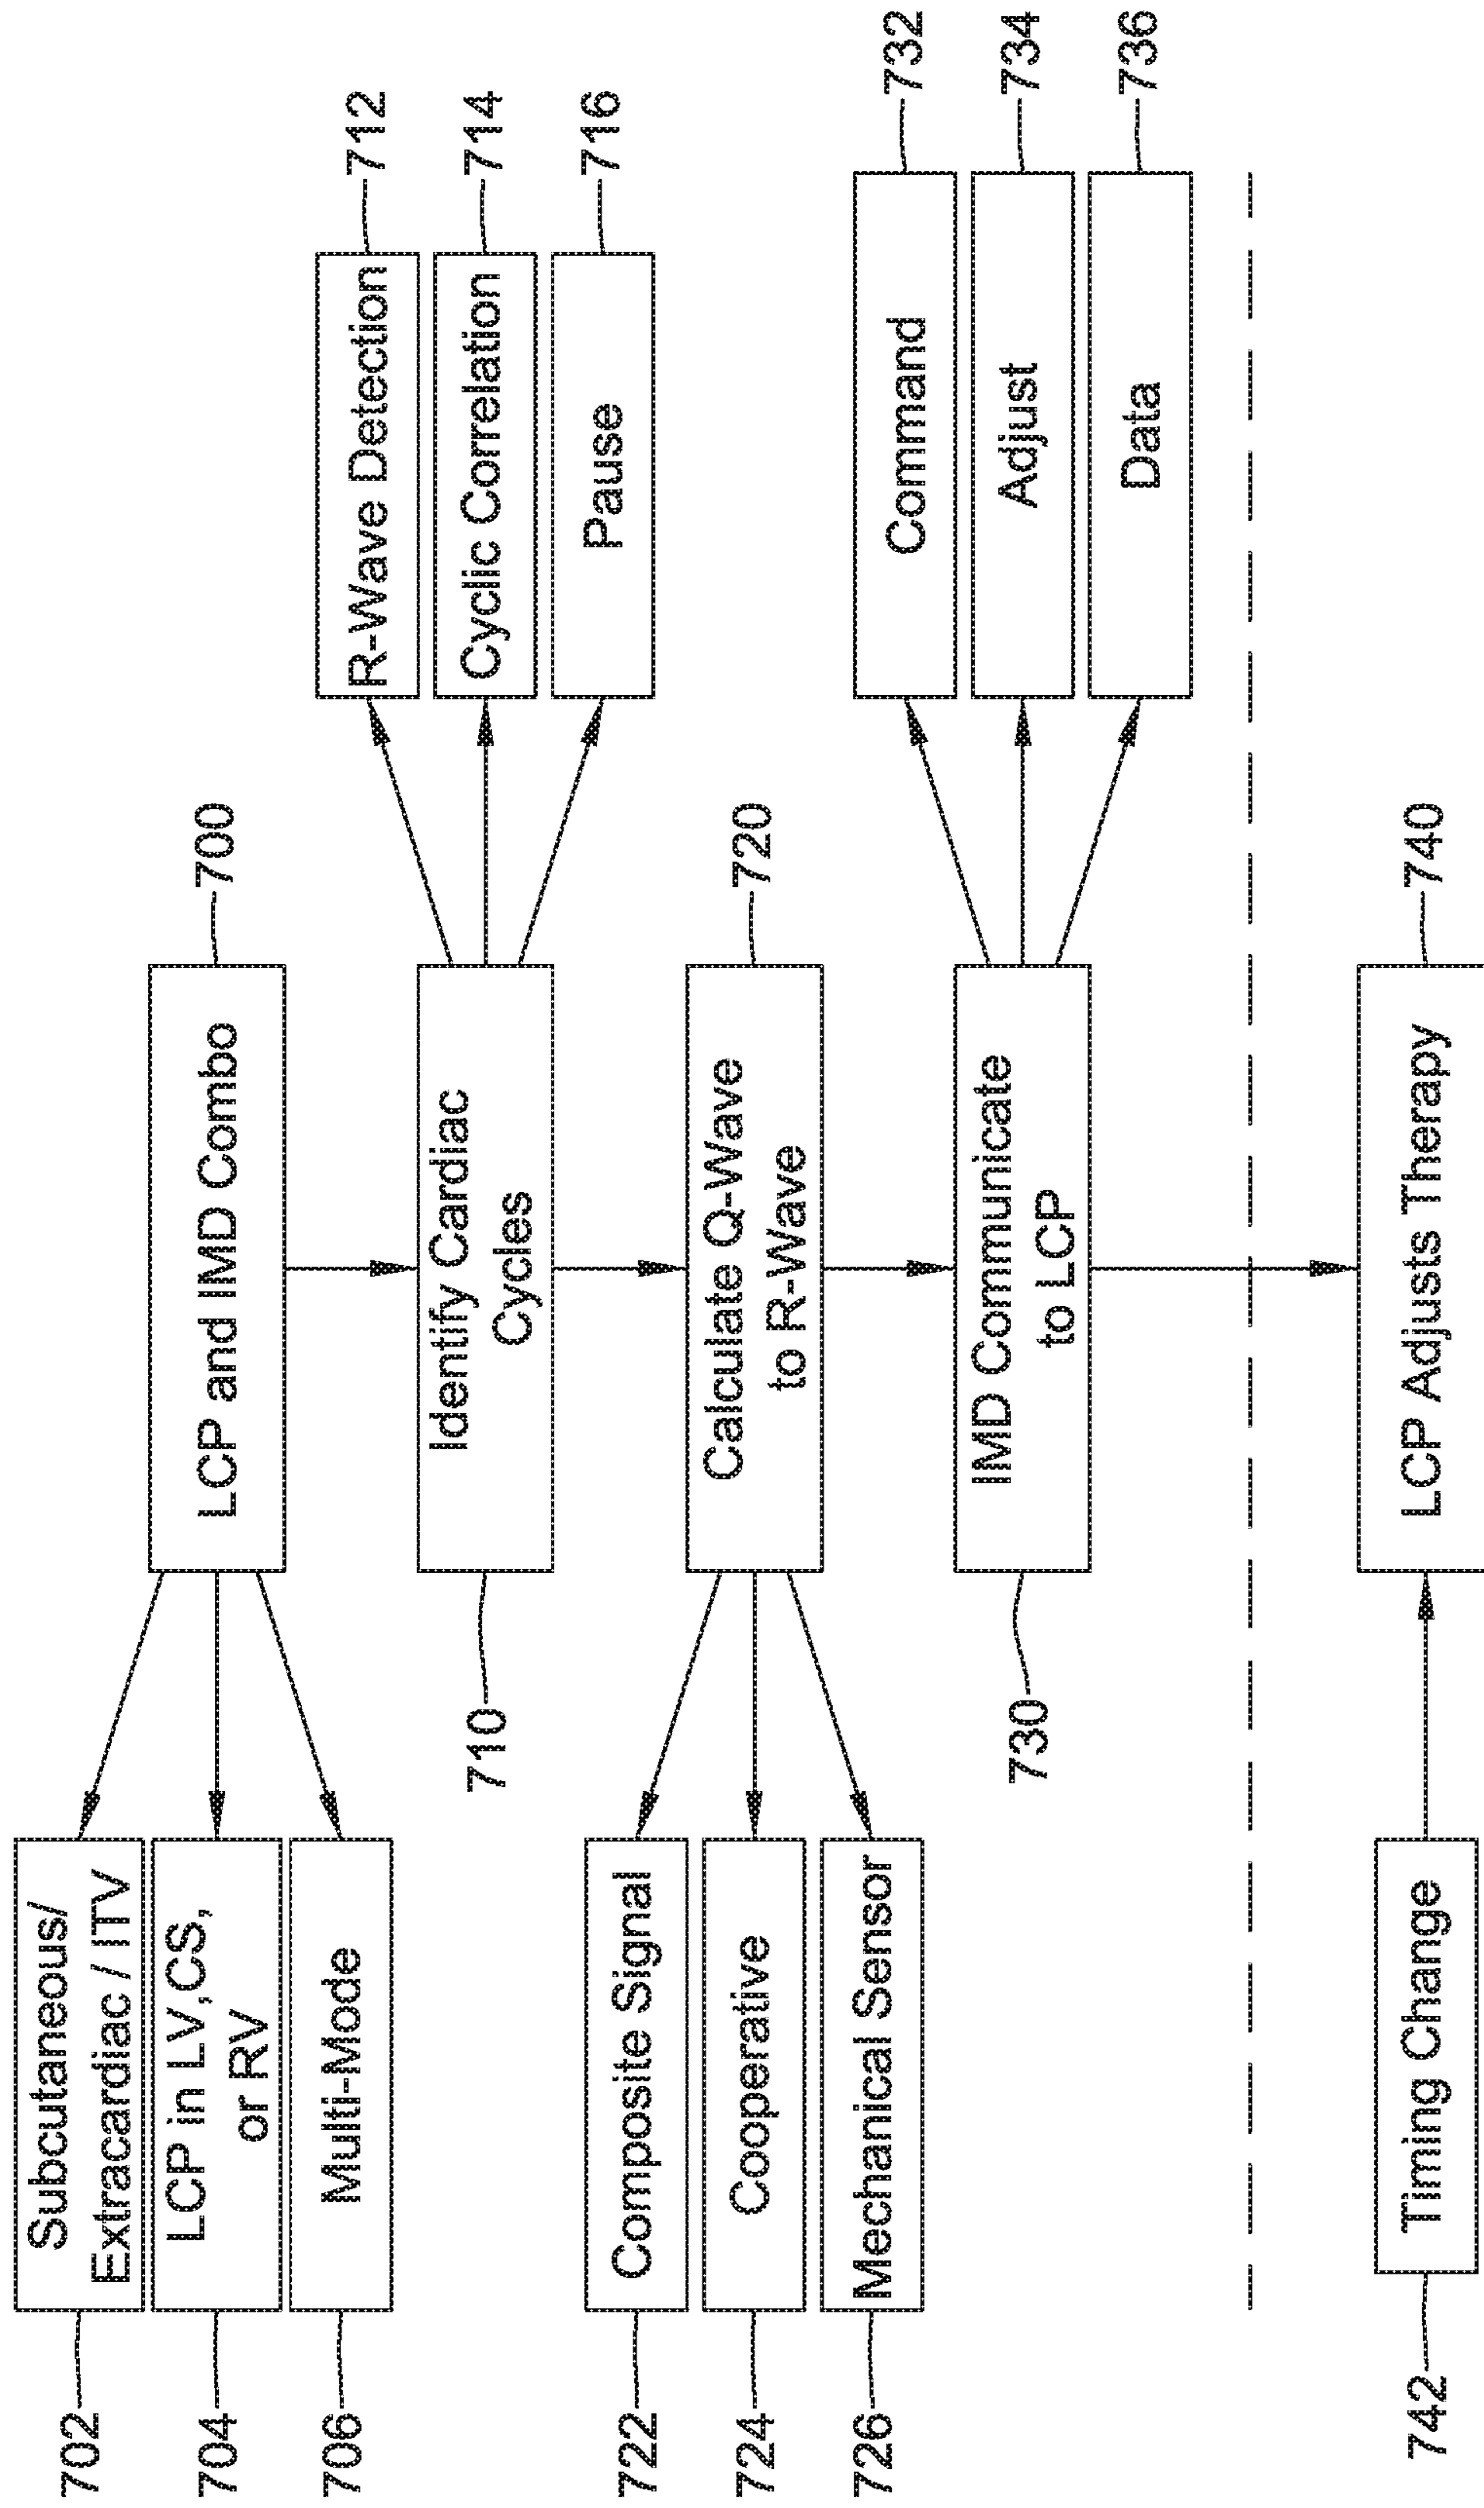 700
LCP and IMD Combo
702
Subcutaneous/
Extracardiac / ITV
704
LCP in LV,CS,
or RV
706
Multi-Mode
710
Identify Cardiac
Cycles
R-Wave Detection
712
Cyclic Correlation
714
Pause
716
Calculate Q-Wave
to R-Wave
720
722
Composite Signal
724
Cooperative
726
Mechanical Sensor
730
IMD Communicate
to LCP
Command
732
Adjust
734
Data
736
742
Timing Change
LCP Adjusts Therapy
740